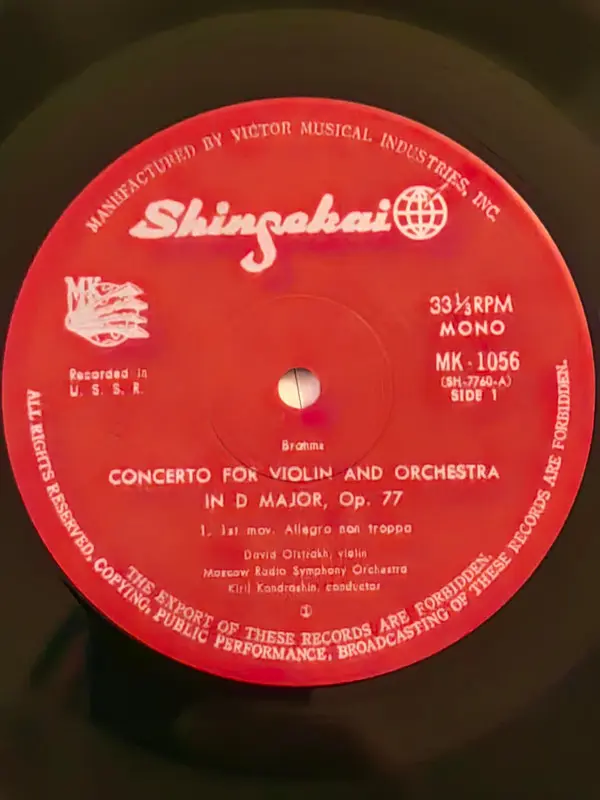 MANUFACTURED BY VICTOR MUSICAL INDUSTRIES, INC.
Shinsekai
MK
Recorded in
U. S. S. R.
33⅓RPM
MONO
MK-1056
(SH-7760-A)
SIDE 1
Brahms
CONCERTO FOR VIOLIN AND ORCHESTRA
IN D MAJOR, Op. 77
1. 1st mov. Allegro non troppo
David Oistrakh, violin
Moscow Radio Symphony Orchestra
Kiril Kondrashin, conductor
①
THE EXPORT OF THESE RECORDS ARE FORBIDDEN.
ALL RIGHTS RESERVED, COPYING, PUBLIC PERFORMANCE, BROADCASTING OF THESE RECORDS ARE FORBIDDEN.